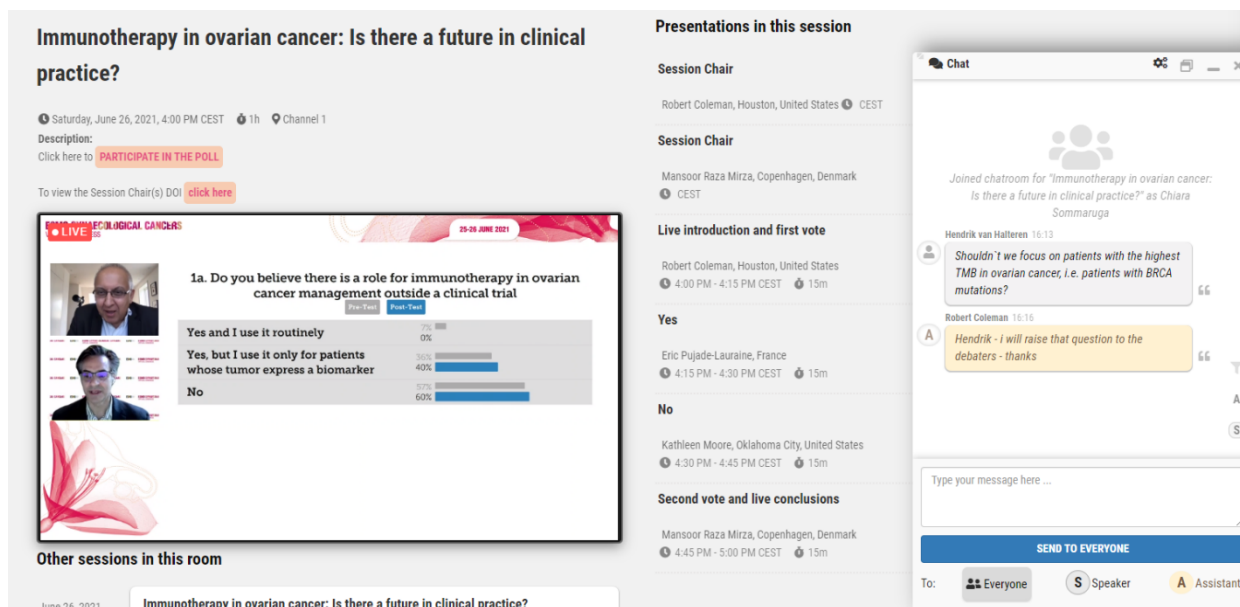 Immunotherapy in ovarian cancer: Is there a future in clinical
practice?
Saturday, June 26, 2021, 4:00 PM CEST 1h Channel 1
Description:
Click here to PARTICIPATE IN THE POLL
To view the Session Chair(s) DOI click here
LIVE
GYNAECOLOGICAL CANCERS
25-26 JUNE 2021
1a. Do you believe there is a role for immunotherapy in ovarian
cancer management outside a clinical trial
Pre-Test Post-Test
Yes and I use it routinely 7%
0%
Yes, but I use it only for patients 36%
whose tumor express a biomarker 40%
No 57%
60%
Other sessions in this room
June 26, 2021
Immunotherapy in ovarian cancer: Is there a future in clinical practice?
Presentations in this session
Session Chair
Robert Coleman, Houston, United States CEST
Session Chair
Mansoor Raza Mirza, Copenhagen, Denmark
CEST
Live introduction and first vote
Robert Coleman, Houston, United States
4:00 PM - 4:15 PM CEST 15m
Yes
Eric Pujade-Lauraine, France
4:15 PM - 4:30 PM CEST 15m
No
Kathleen Moore, Oklahoma City, United States
4:30 PM - 4:45 PM CEST 15m
Second vote and live conclusions
Mansoor Raza Mirza, Copenhagen, Denmark
4:45 PM - 5:00 PM CEST 15m
Chat
Joined chatroom for "Immunotherapy in ovarian cancer:
Is there a future in clinical practice?" as Chiara
Sommaruga
Hendrik van Halteren 16:13
Shouldn`t we focus on patients with the highest
TMB in ovarian cancer, i.e. patients with BRCA
mutations?
Robert Coleman 16:16
A
Hendrik - i will raise that question to the
debaters - thanks
A
S
Type your message here ...
SEND TO EVERYONE
To: Everyone S Speaker A Assistant